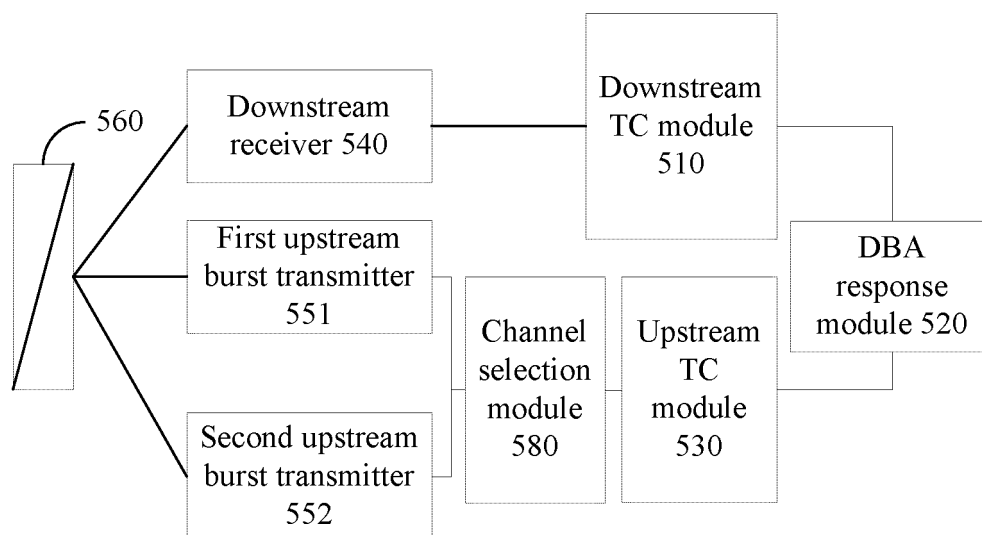 560
Downstream
receiver 540
Downstream
TC module
510
First upstream
burst transmitter
551
Second upstream
burst transmitter
552
Channel
selection
module
580
Upstream
TC
module
530
DBA
response
module 520